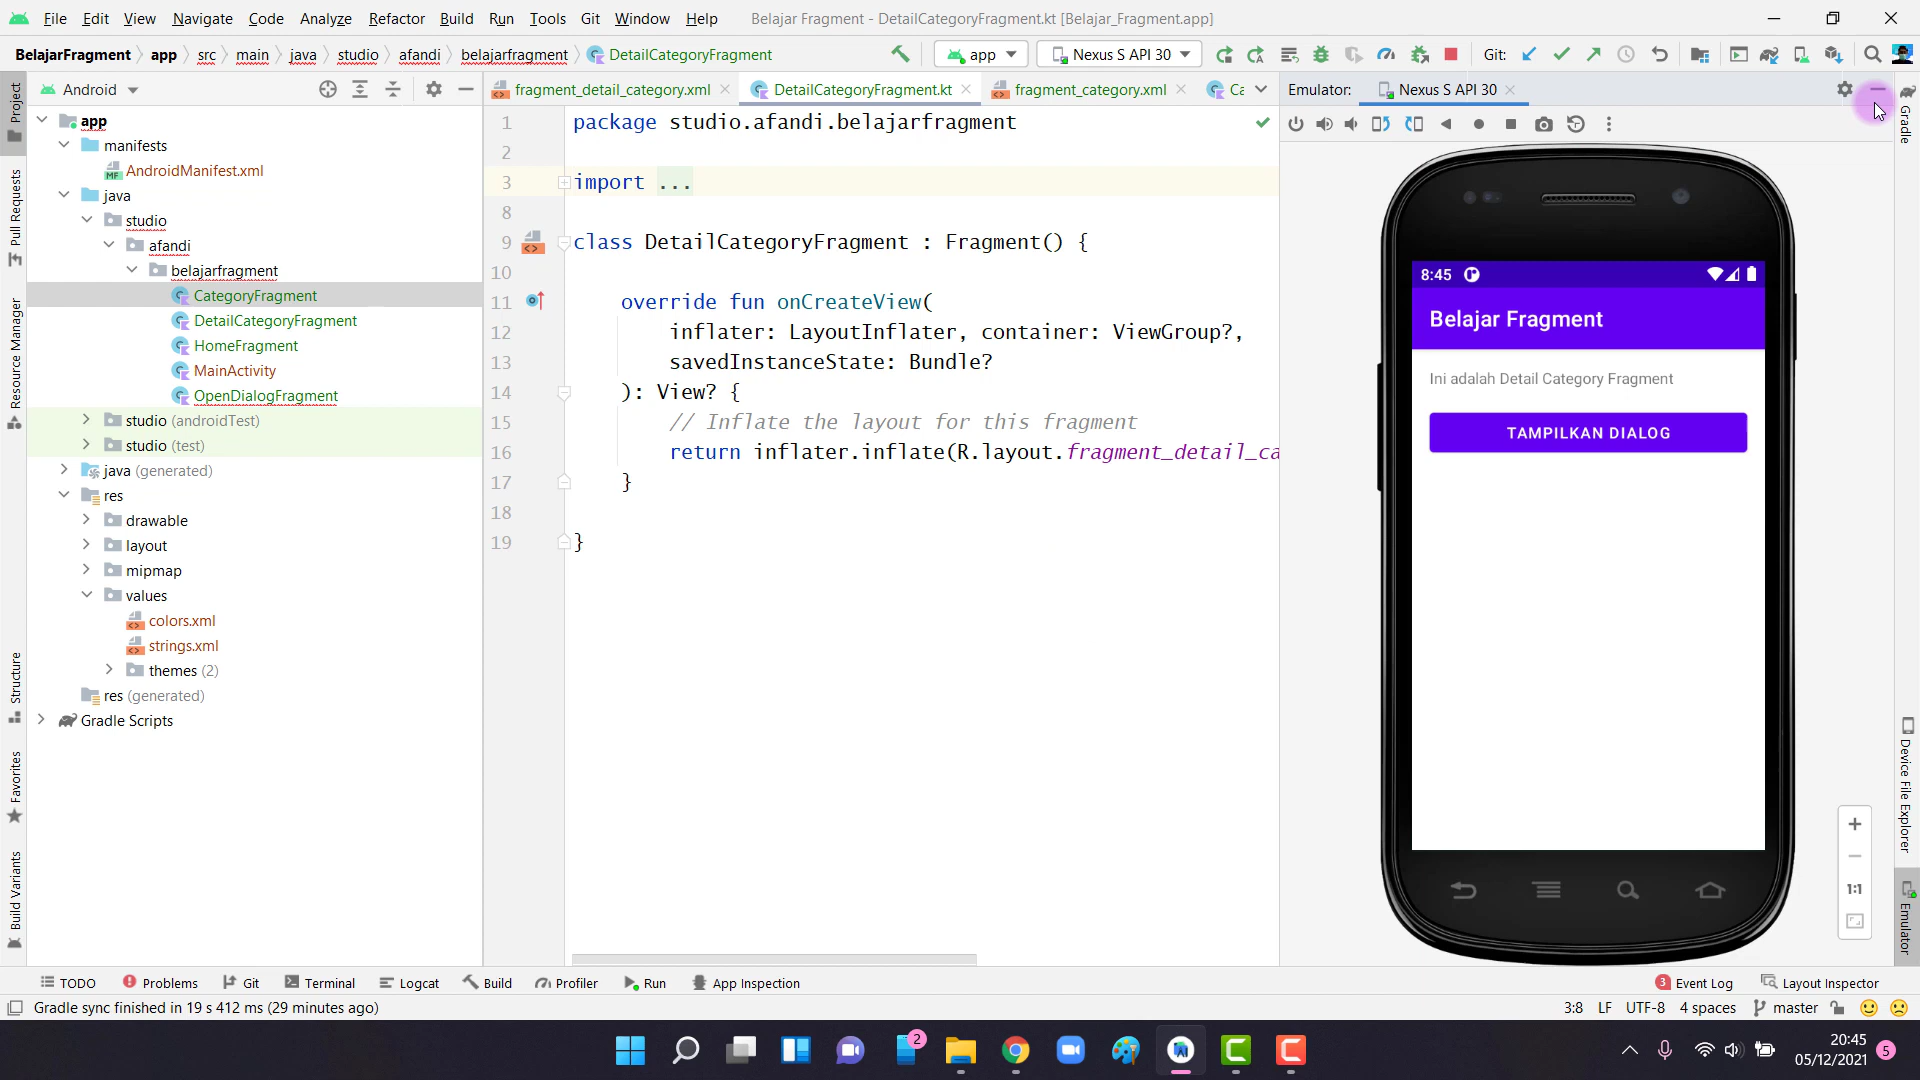 File Edit View Navigate Code Analyze Refactor Build Run Tools Git Window Help Belajar Fragment - DetailCategoryFragment.kt [Belajar_Fragment.app]
BelajarFragment app src main java studio afandi belajarfragment DetailCategoryFragment app Nexus S API 30 Git:
Android fragment_detail_category.xml DetailCategoryFragment.kt fragment_category.xml Ca Emulator: Nexus S API 30
Project
Pull Requests
Resource Manager
Structure
Favorites
Build Variants
app
manifests
AndroidManifest.xml
java
studio
afandi
belajarfragment
CategoryFragment
DetailCategoryFragment
HomeFragment
MainActivity
OpenDialogFragment
studio (androidTest)
studio (test)
java (generated)
res
drawable
layout
mipmap
values
colors.xml
strings.xml
themes (2)
res (generated)
Gradle Scripts
1 package studio.afandi.belajarfragment
2
3 import ...
8
9 class DetailCategoryFragment : Fragment() {
10
11 override fun onCreateView(
12 inflater: LayoutInflater, container: ViewGroup?,
13 savedInstanceState: Bundle?
14 ): View? {
15 // Inflate the layout for this fragment
16 return inflater.inflate(R.layout.fragment_detail_ca
17 }
18
19 }
8:45
Belajar Fragment
Ini adalah Detail Category Fragment
TAMPILKAN DIALOG
1:1
Gradle
Device File Explorer
Emulator
TODO Problems Git Terminal Logcat Build Profiler Run App Inspection 3 Event Log Layout Inspector
Gradle sync finished in 19 s 412 ms (29 minutes ago) 3:8 LF UTF-8 4 spaces master
2
20:45
05/12/2021 5